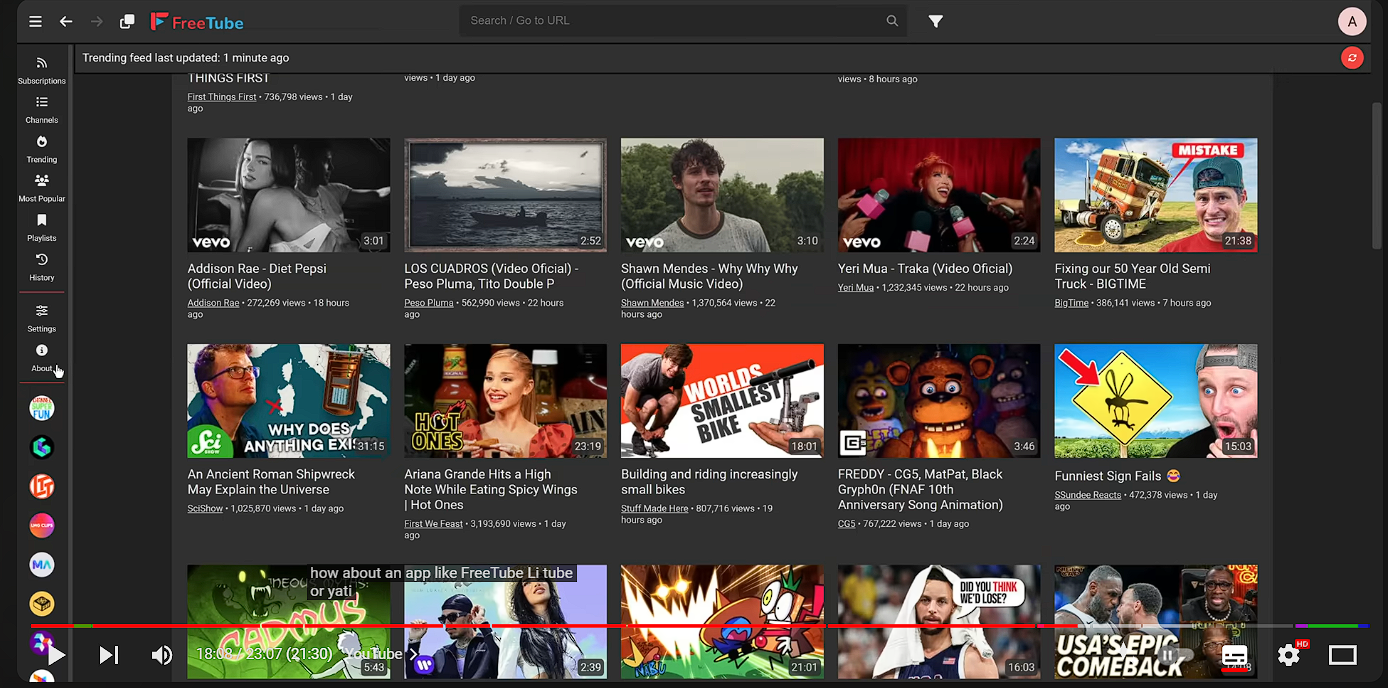 FreeTube
Search / Go to URL
A
Trending feed last updated: 1 minute ago
Subscriptions
Channels
Trending
Most Popular
Playlists
History
Settings
About
THINGS FIRST
First Things First • 736,798 views • 1 day
ago
views • 1 day ago
views • 8 hours ago
vevo
3:01
Addison Rae - Diet Pepsi
(Official Video)
Addison Rae • 272,269 views • 18 hours
ago
2:52
LOS CUADROS (Video Oficial) -
Peso Pluma, Tito Double P
Peso Pluma • 562,990 views • 22 hours
ago
vevo
3:10
Shawn Mendes - Why Why Why
(Official Music Video)
Shawn Mendes • 1,370,564 views • 22
hours ago
vevo
2:24
Yeri Mua - Traka (Video Oficial)
Yeri Mua • 1,232,345 views • 22 hours ago
MISTAKE
21:38
Fixing our 50 Year Old Semi
Truck - BIGTIME
BigTime • 386,141 views • 7 hours ago
Sci
SHOW
WHY DOES
ANYTHING EXIS
31:15
An Ancient Roman Shipwreck
May Explain the Universe
SciShow • 1,025,870 views • 1 day ago
HOT
ONES
23:19
Ariana Grande Hits a High
Note While Eating Spicy Wings
| Hot Ones
First We Feast • 3,193,690 views • 1 day
ago
WORLDS
SMALLEST
BIKE
18:01
Building and riding increasingly
small bikes
Stuff Made Here • 807,716 views • 19
hours ago
3:46
FREDDY - CG5, MatPat, Black
Gryph0n (FNAF 10th
Anniversary Song Animation)
CG5 • 767,222 views • 1 day ago
15:03
Funniest Sign Fails 😂
SSundee Reacts • 472,378 views • 1 day
ago
SUPER
FUN
MA
how about an app like FreeTube Li tube
or yati
CADMUS
5:43
2:39
21:01
DID YOU THINK
WE'D LOSE?
16:03
USA'S EPIC
COMEBACK
18:08 / 23:07 (21:30)
YouTube
HD